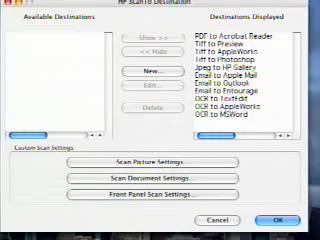 HP ScanTo Destination
Available Destinations
Destinations Displayed
Show >>
<< Hide
New...
Edit...
Delete
PDF to Acrobat Reader
Tiff to Preview
Tiff to AppleWorks
Tiff to Photoshop
Jpeg to HP Gallery
Email to Apple Mail
Email to Outlook
Email to Entourage
OCR to TextEdit
OCR to AppleWorks
OCR to MSWord
Custom Scan Settings
Scan Picture Settings...
Scan Document Settings...
Front Panel Scan Settings...
Cancel
OK